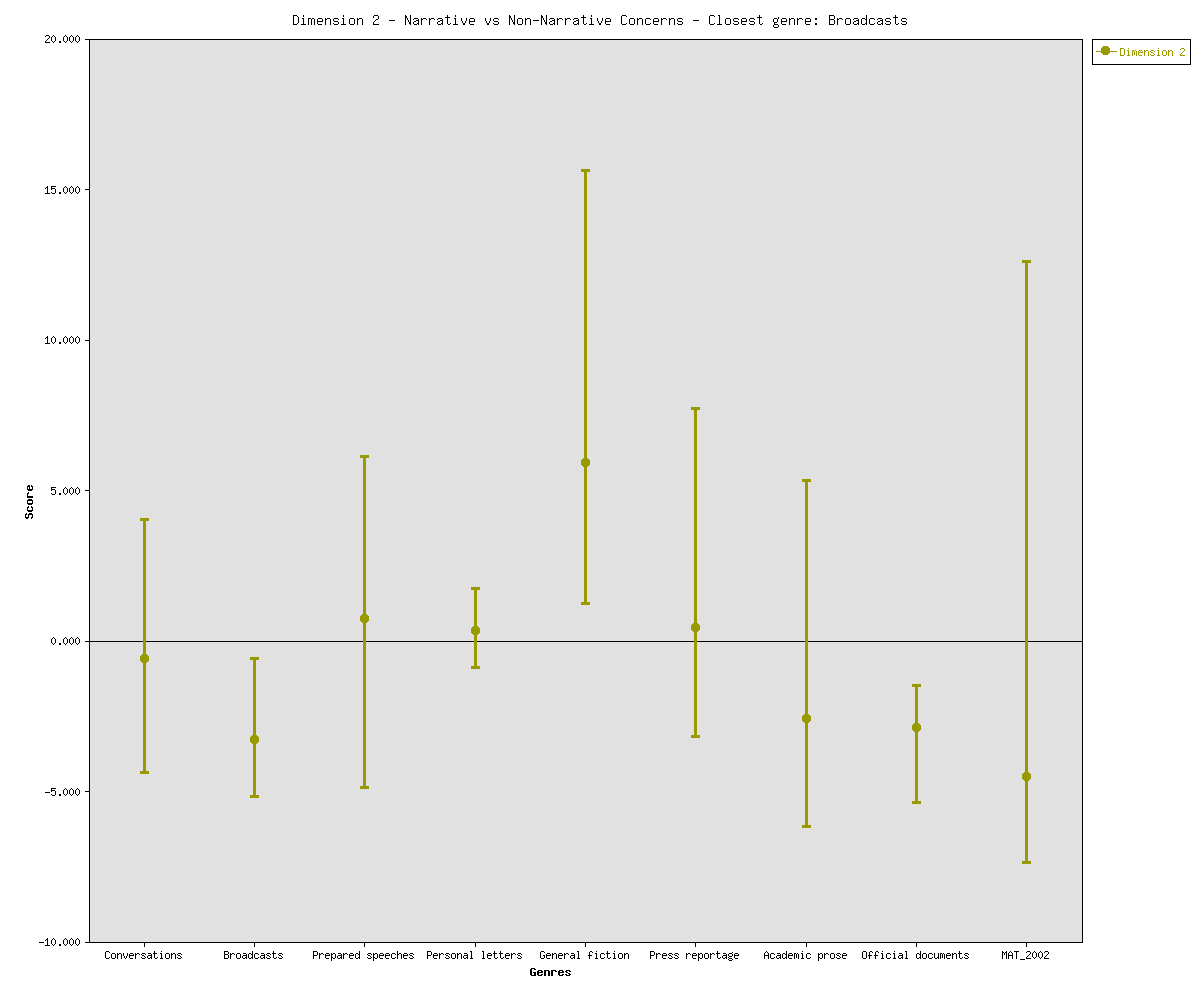 Dimension 2 - Narrative vs Non-Narrative Concerns - Closest genre: Broadcasts
Dimension 2
20.000
15.000
10.000
5.000
0.000
-5.000
-10.000
Score
Conversations Broadcasts Prepared speeches Personal letters General fiction Press reportage Academic prose Official documents MAT_2002
Genres